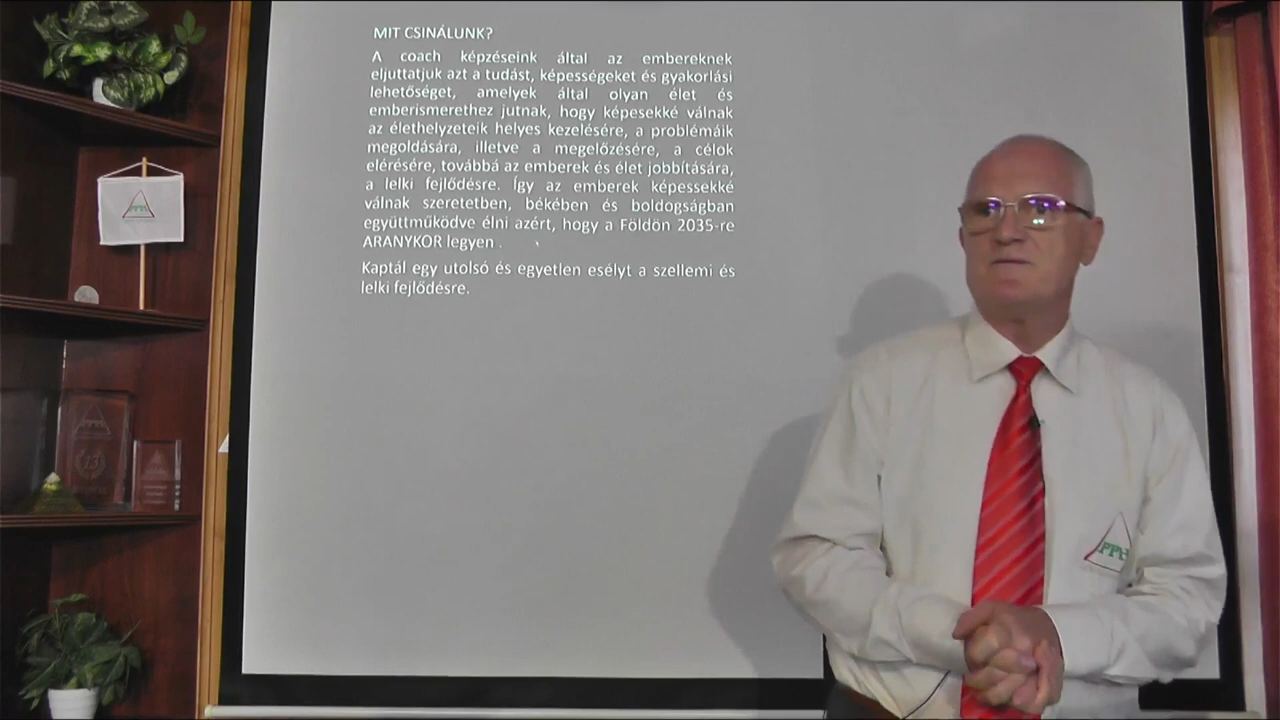 MIT CSINÁLUNK?
A coach képzéseink által az embereknek
eljuttatjuk azt a tudást, képességeket és gyakorlási
lehetőséget, amelyek által olyan élet és
emberismerethez jutnak, hogy képesekké válnak
az élethelyzeteik helyes kezelésére, a problémáik
megoldására, illetve a megelőzésére, a célok
elérésére, továbbá az emberek és élet jobbítására,
a lelki fejlődésre. Így az emberek képessekké
válnak szeretetben, békében és boldogságban
együttműködve élni azért, hogy a Földön 2035-re
ARANYKOR legyen .
Kaptál egy utolsó és egyetlen esélyt a szellemi és
lelki fejlődésre.